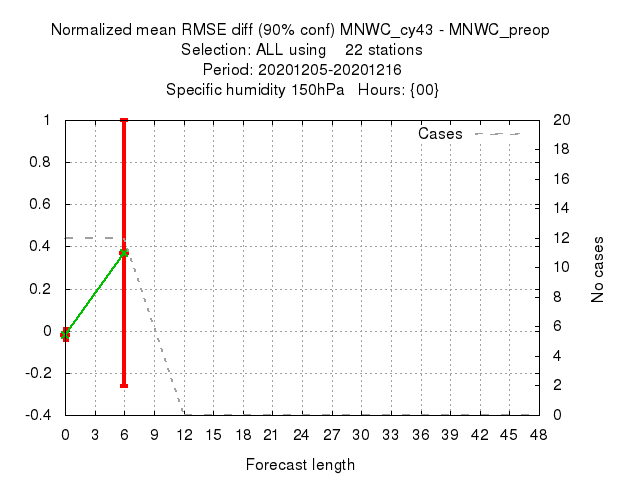 Normalized mean RMSE diff (90% conf) MNWC_cy43 - MNWC_preop
Selection: ALL using    22 stations
Period: 20201205-20201216
Specific humidity 150hPa   Hours: {00}
Cases
1
0.8
0.6
0.4
0.2
0
-0.2
-0.4
20
18
16
14
12
10
8
6
4
2
0
No cases
0 3 6 9 12 15 18 21 24 27 30 33 36 39 42 45 48
Forecast length